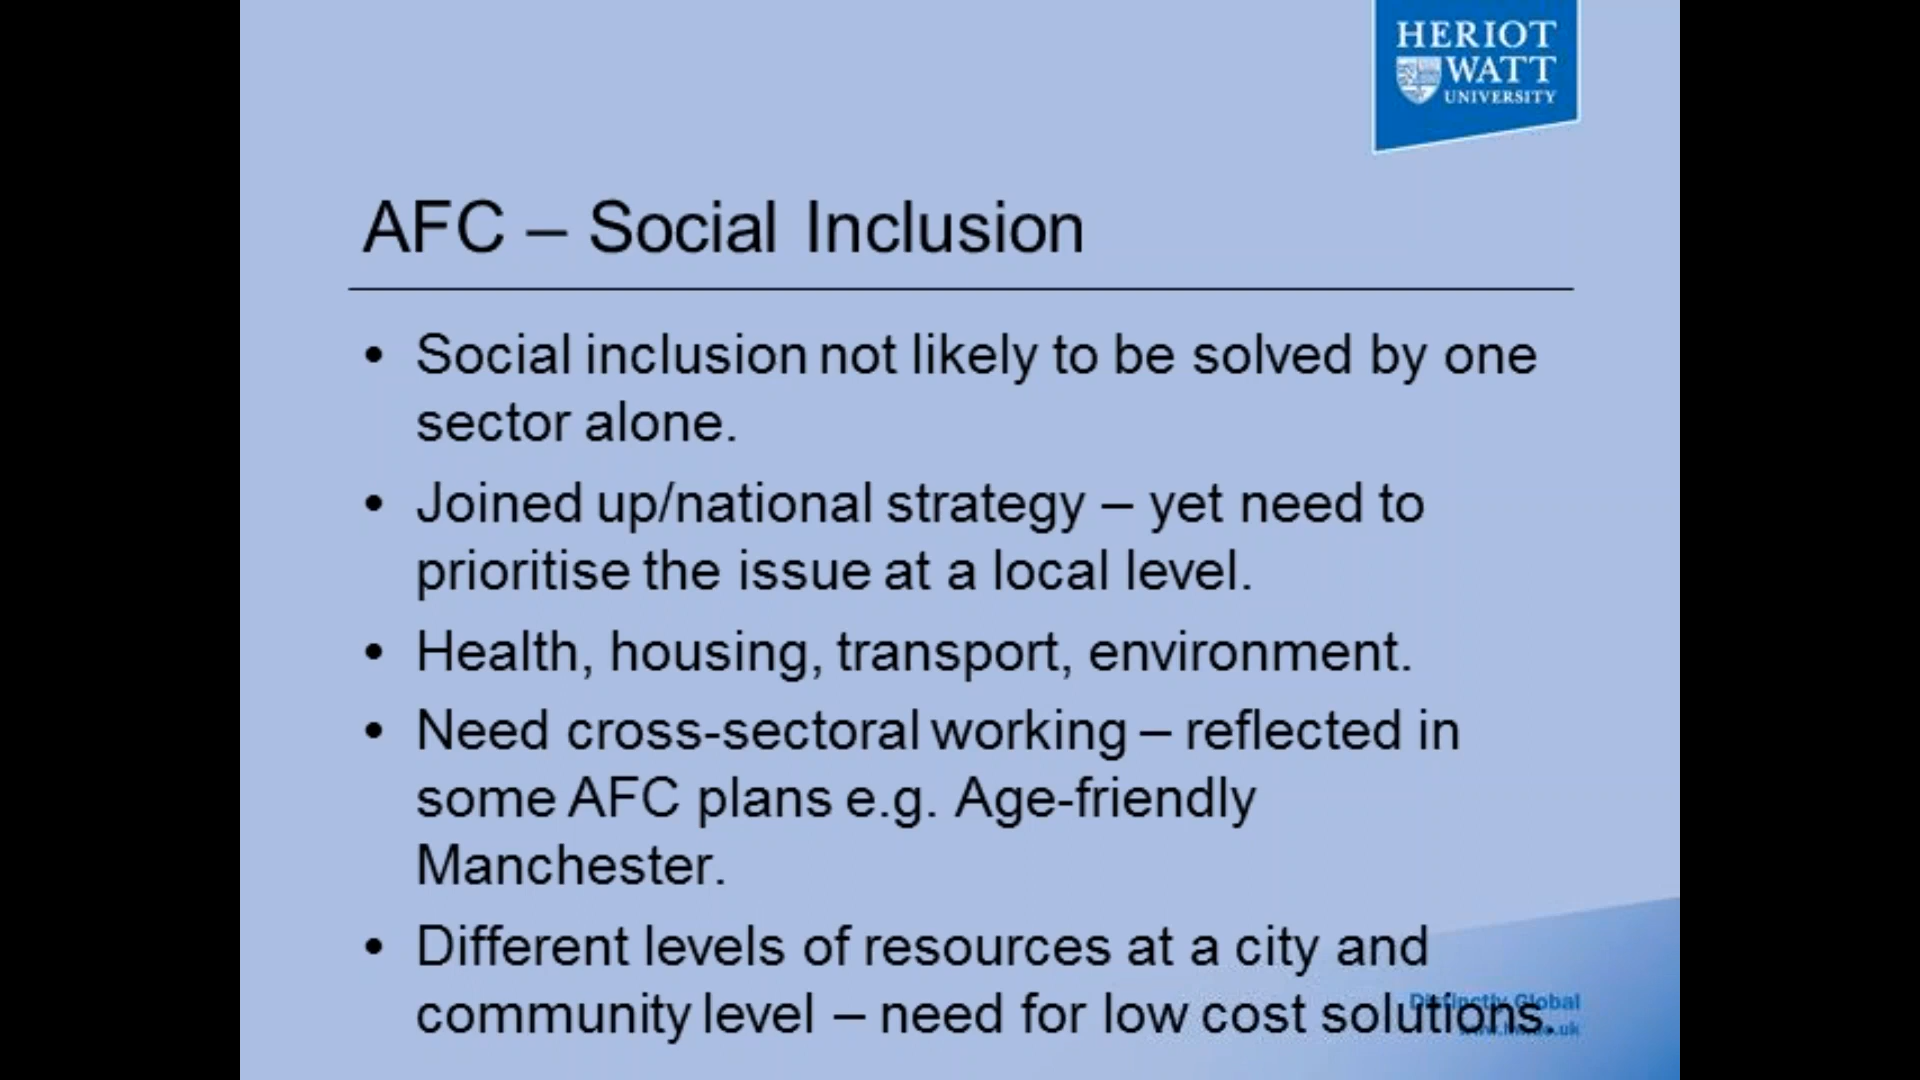 HERIOT
WATT
UNIVERSITY
AFC – Social Inclusion
• Social inclusion not likely to be solved by one
sector alone.
• Joined up/national strategy – yet need to
prioritise the issue at a local level.
• Health, housing, transport, environment.
• Need cross-sectoral working – reflected in
some AFC plans e.g. Age-friendly
Manchester.
• Different levels of resources at a city and
community level – need for low cost solutions.
Distinctly Global